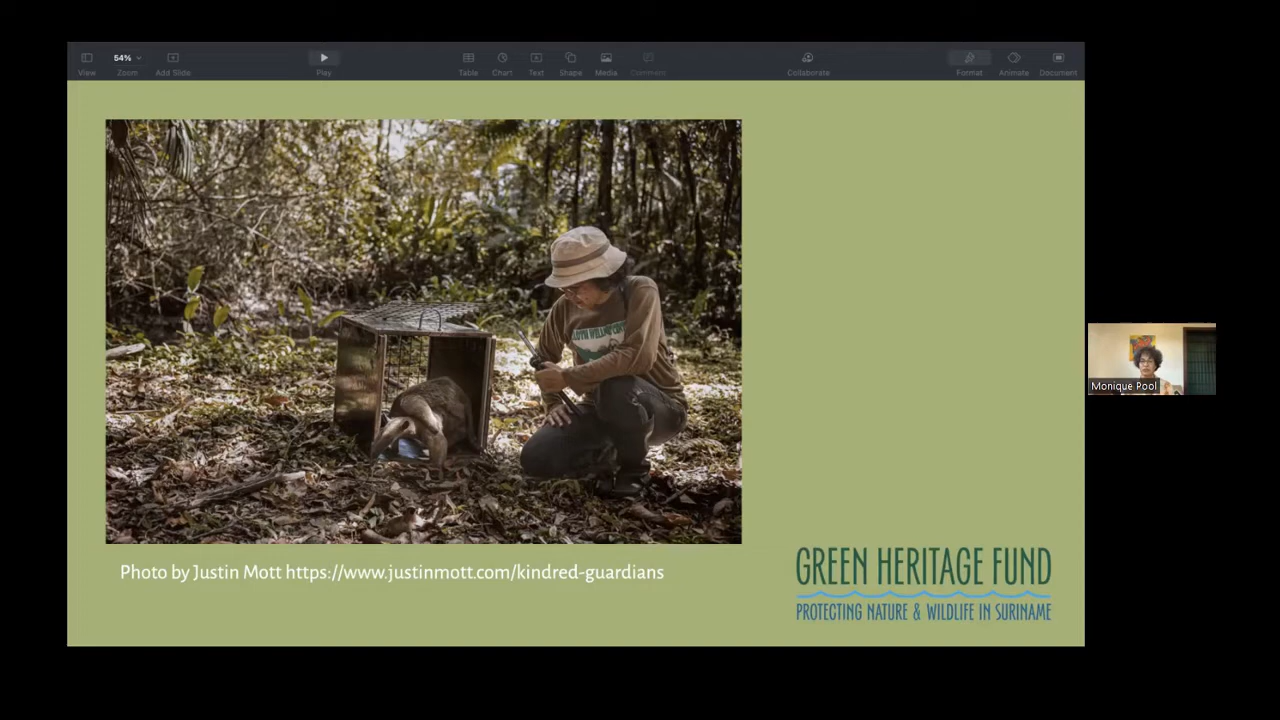 54%
View
Zoom
Add Slide
Play
Table
Chart
Text
Shape
Media
Comment
Collaborate
Format
Animate
Document
Photo by Justin Mott https://www.justinmott.com/kindred-guardians
GREEN HERITAGE FUND
PROTECTING NATURE & WILDLIFE IN SURINAME
Monique Pool